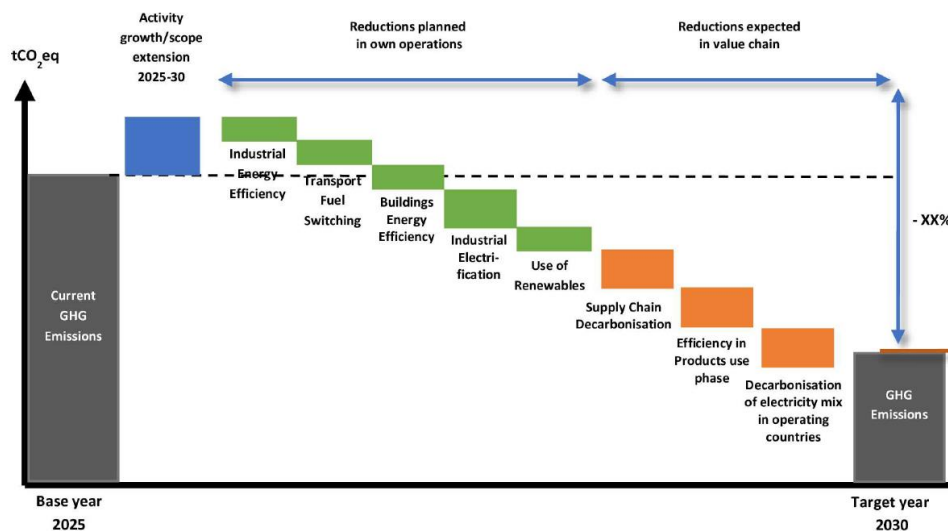 Activity
growth/scope
extension
2025-30
Reductions planned
in own operations
Reductions expected
in value chain
tCO₂eq
Industrial
Energy
Efficiency
Transport
Fuel
Switching
Buildings
Energy
Efficiency
Industrial
Electri-
fication
Use of
Renewables
Supply Chain
Decarbonisation
Efficiency in
Products use
phase
Decarbonisation
of electricity mix
in operating
countries
- XX%
Current
GHG
Emissions
GHG
Emissions
Base year
2025
Target year
2030